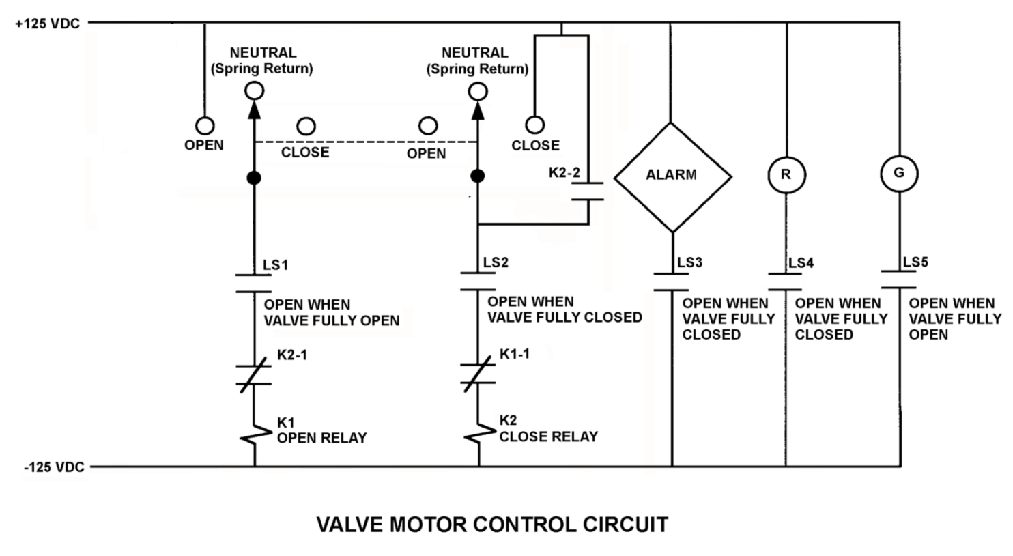 +125 VDC
NEUTRAL
(Spring Return)
NEUTRAL
(Spring Return)
OPEN
CLOSE
OPEN
CLOSE
K2-2
ALARM
R
G
LS1
OPEN WHEN
VALVE FULLY OPEN
LS2
OPEN WHEN
VALVE FULLY CLOSED
LS3
OPEN WHEN
VALVE FULLY
CLOSED
LS4
OPEN WHEN
VALVE FULLY
CLOSED
LS5
OPEN WHEN
VALVE FULLY
OPEN
K2-1
K1-1
K1
OPEN RELAY
K2
CLOSE RELAY
-125 VDC
VALVE MOTOR CONTROL CIRCUIT